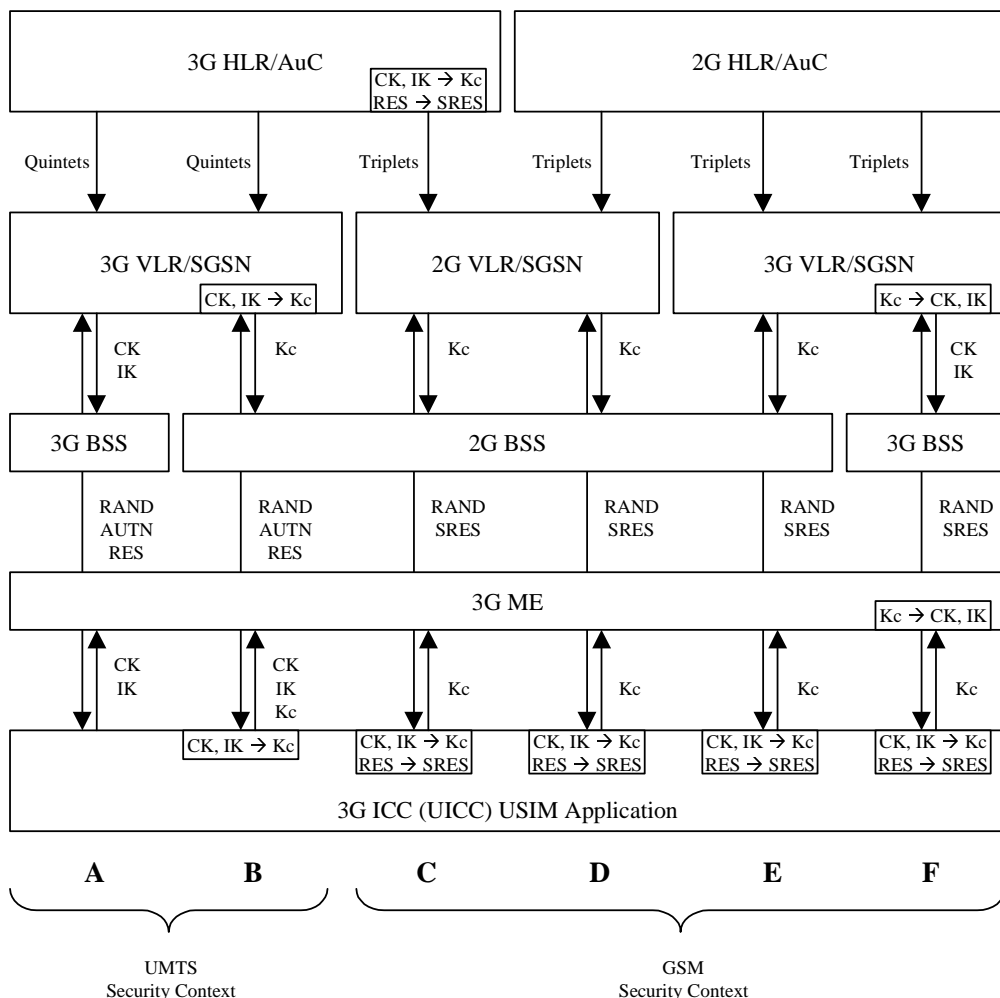 3G HLR/AuC
2G HLR/AuC
CK, IK → Kc
RES → SRES
Quintets
Quintets
Triplets
Triplets
Triplets
Triplets
3G VLR/SGSN
2G VLR/SGSN
3G VLR/SGSN
CK, IK → Kc
Kc → CK, IK
CK
IK
Kc
Kc
Kc
Kc
CK
IK
3G BSS
2G BSS
3G BSS
RAND
AUTN
RES
RAND
AUTN
RES
RAND
SRES
RAND
SRES
RAND
SRES
RAND
SRES
3G ME
Kc → CK, IK
CK
IK
CK
IK
Kc
Kc
Kc
Kc
Kc
CK, IK → Kc
CK, IK → Kc
RES → SRES
CK, IK → Kc
RES → SRES
CK, IK → Kc
RES → SRES
CK, IK → Kc
RES → SRES
3G ICC (UICC) USIM Application
A
B
C
D
E
F
UMTS
Security Context
GSM
Security Context